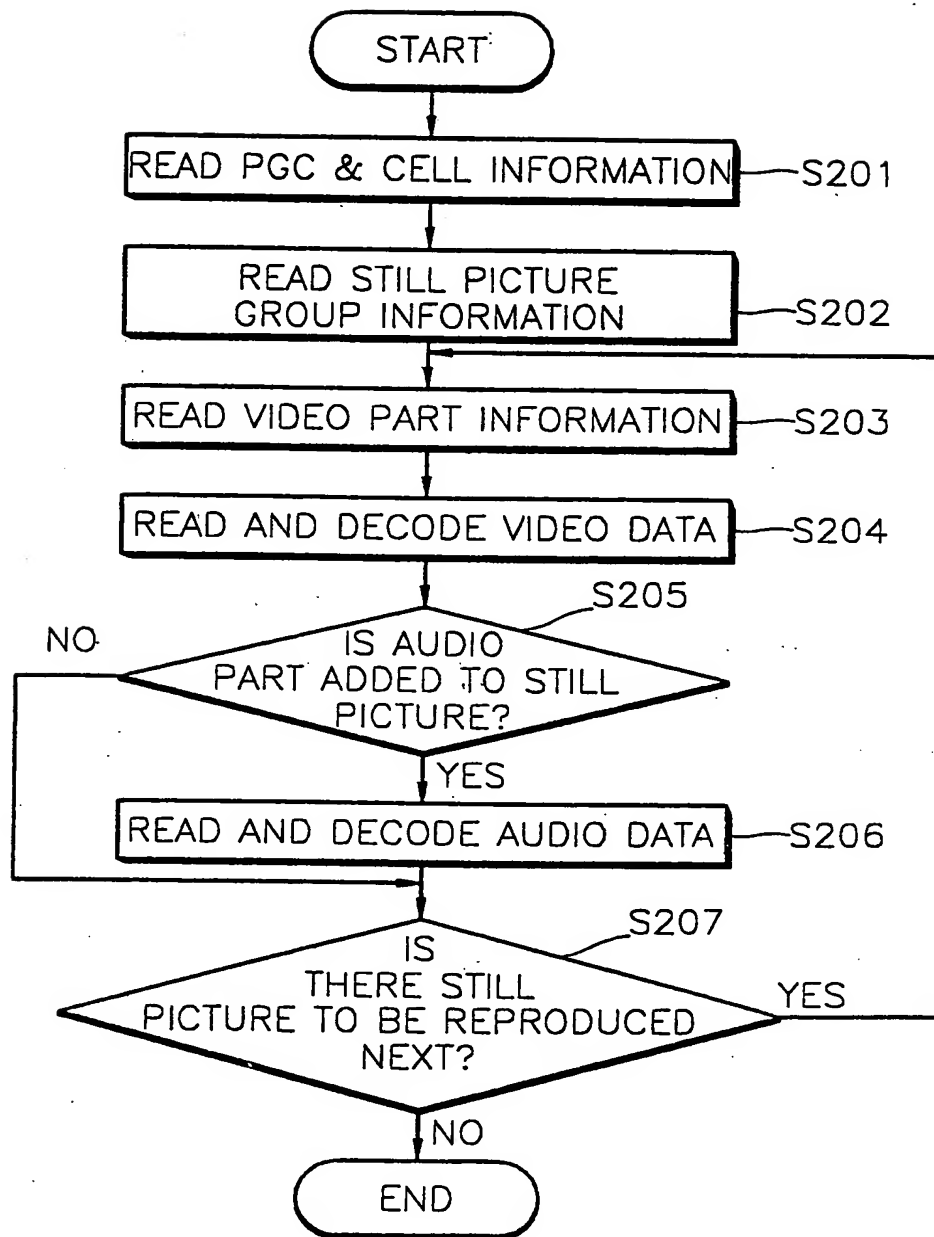 START
READ PGC & CELL INFORMATION
S201
READ STILL PICTURE
GROUP INFORMATION
S202
READ VIDEO PART INFORMATION
S203
READ AND DECODE VIDEO DATA
S204
S205
NO
IS AUDIO
PART ADDED TO STILL
PICTURE?
YES
READ AND DECODE AUDIO DATA
S206
S207
IS
THERE STILL
PICTURE TO BE REPRODUCED
NEXT?
YES
NO
END